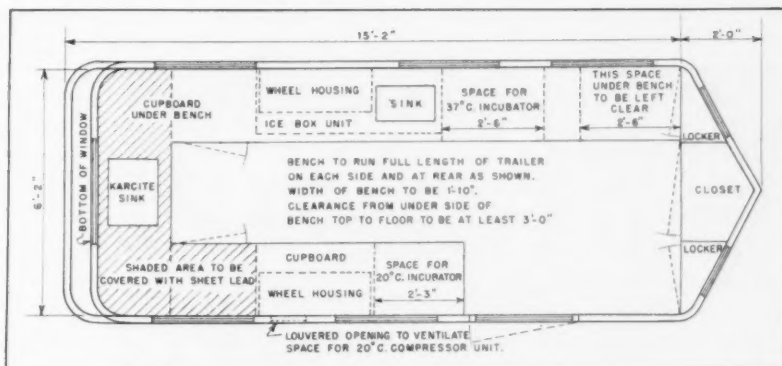 15'-2"
2'-0"
6'-2"
BOTTOM OF WINDOW
CUPBOARD
UNDER BENCH
WHEEL HOUSING
ICE BOX UNIT
SINK
SPACE FOR
37°C. INCUBATOR
2'-6"
THIS SPACE
UNDER BENCH
TO BE LEFT
CLEAR
2'-6"
LOCKER
CLOSET
LOCKER
KARCITE
SINK
BENCH TO RUN FULL LENGTH OF TRAILER
ON EACH SIDE AND AT REAR AS SHOWN.
WIDTH OF BENCH TO BE 1'-10".
CLEARANCE FROM UNDER SIDE OF
BENCH TOP TO FLOOR TO BE AT LEAST 3'-0"
SHADED AREA TO BE
COVERED WITH SHEET LEAD
CUPBOARD
WHEEL HOUSING
SPACE FOR
20°C. INCUBATOR
2'-3"
LOUVERED OPENING TO VENTILATE
SPACE FOR 20°C. COMPRESSOR UNIT.